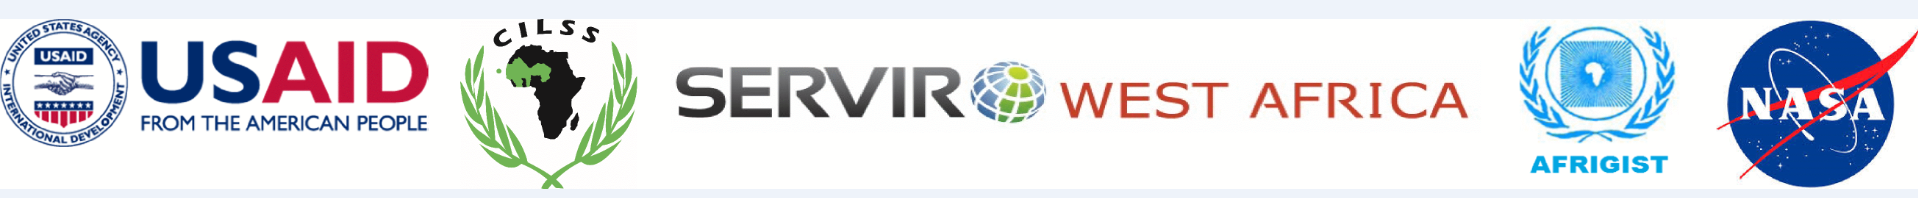 UNITED STATES AGENCY
USAID
INTERNATIONAL DEVELOPMENT
USAID
FROM THE AMERICAN PEOPLE
CILSS
SERVIR WEST AFRICA
AFRIGIST
NASA